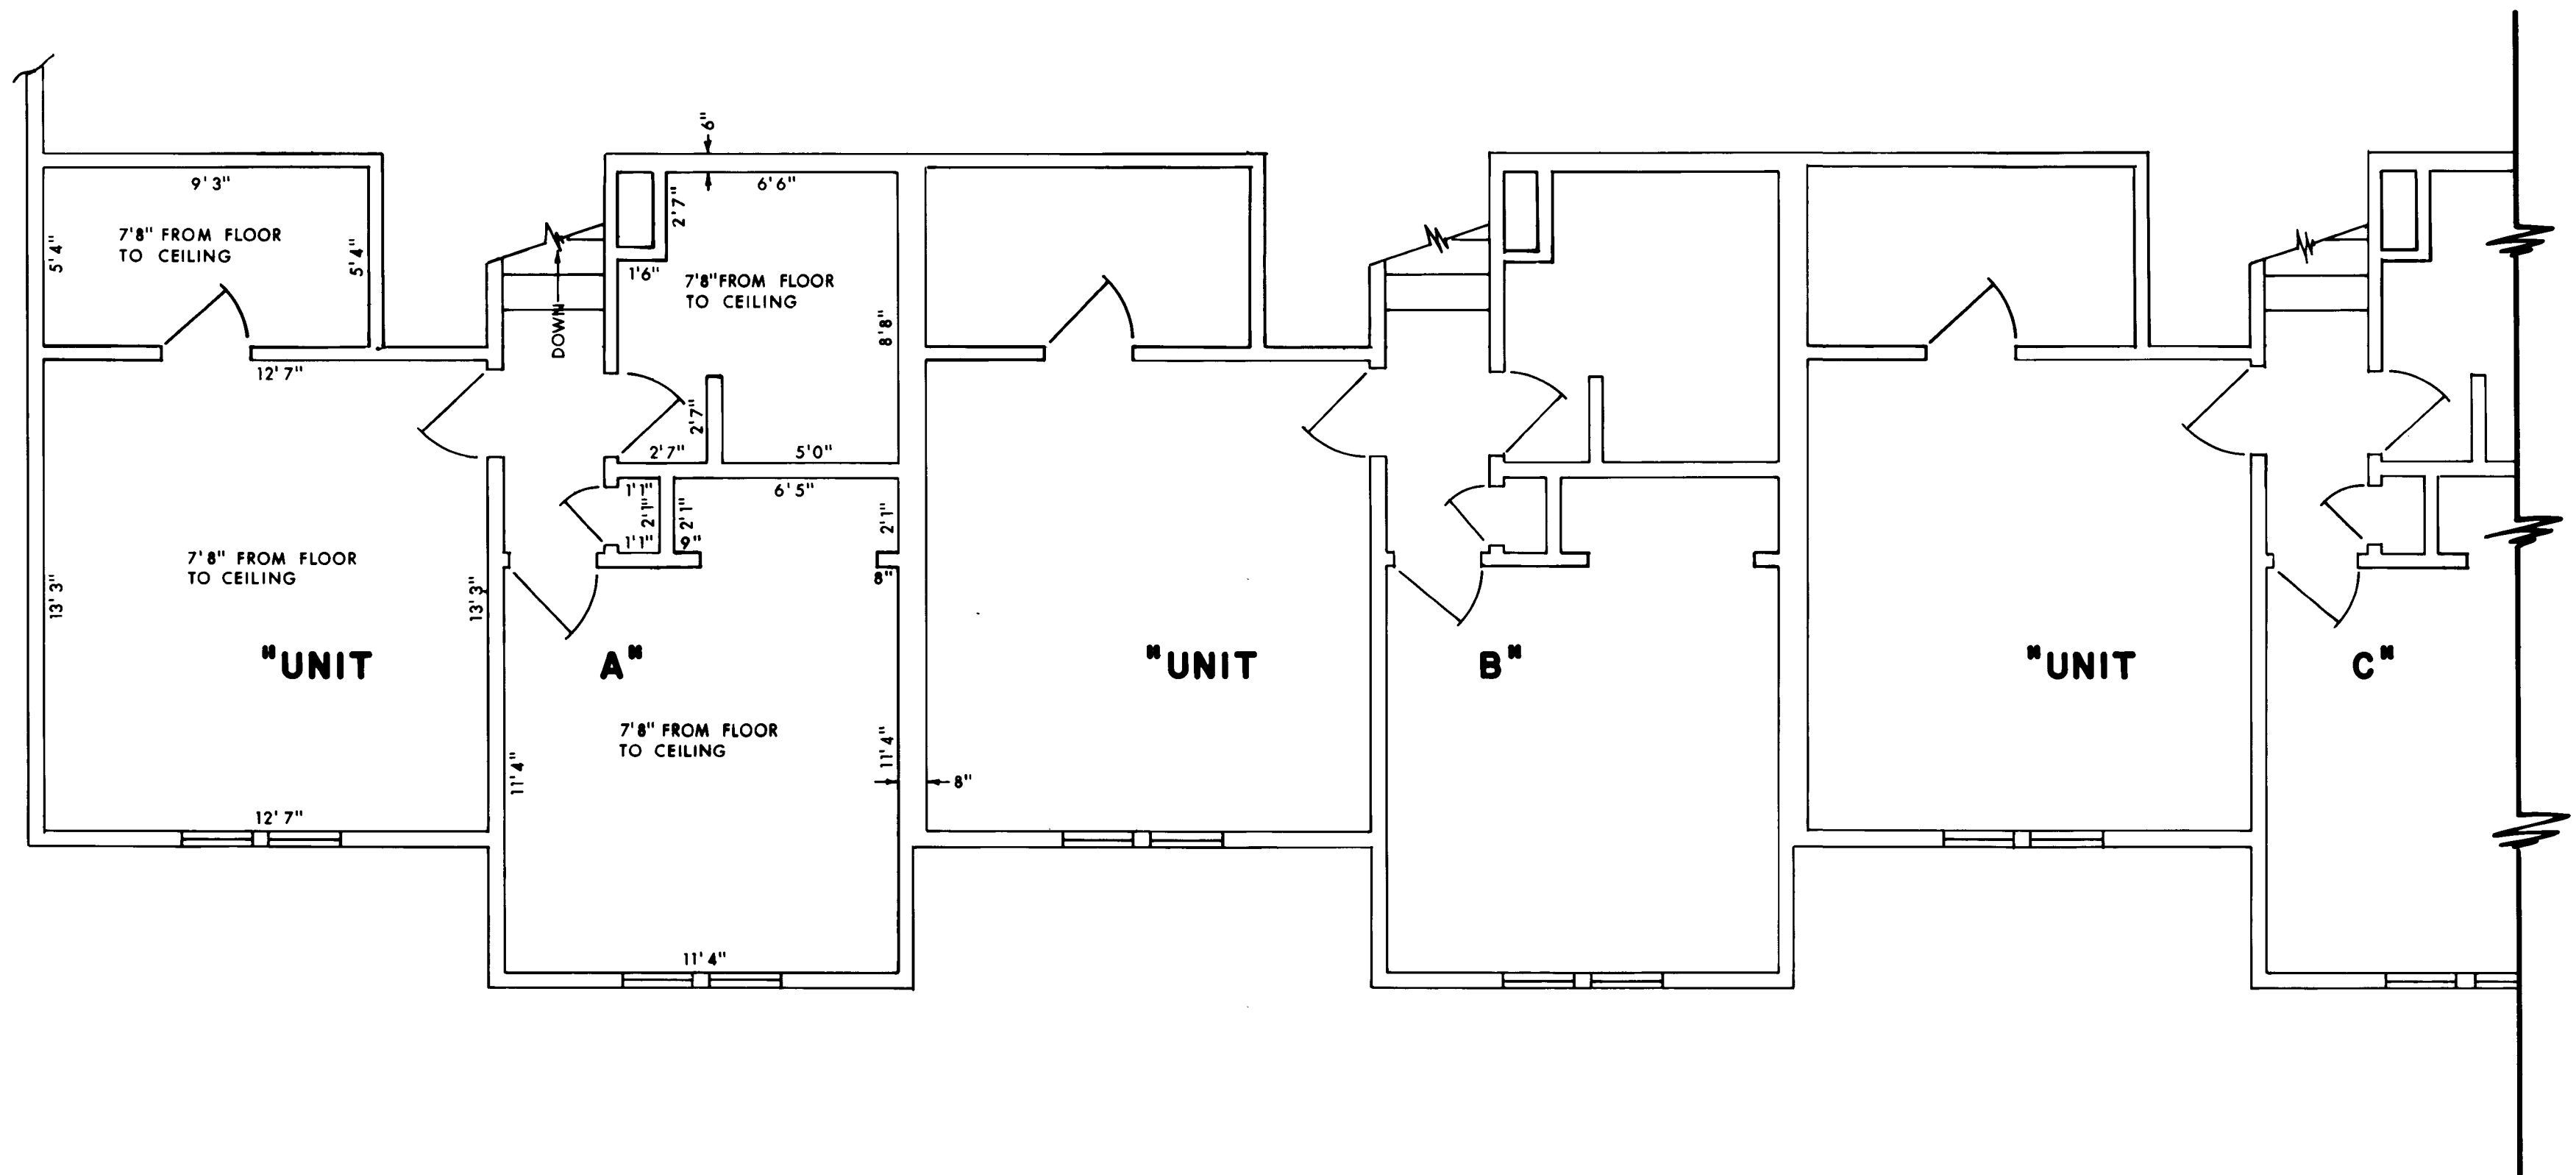 6"
9'3"
6'6"
2'7"
7'8" FROM FLOOR
TO CEILING
5'4"
5'4"
1'6"
7'8" FROM FLOOR
TO CEILING
DOWN
8'8"
12'7"
2'7"
2'7"
5'0"
1'1"
6'5"
2'1"
2'1"
2'1"
1'1"
9"
7'8" FROM FLOOR
TO CEILING
8"
13'3"
13'3"
"UNIT A"
"UNIT B"
"UNIT C"
7'8" FROM FLOOR
TO CEILING
11'4"
11'4"
8"
12'7"
11'4"